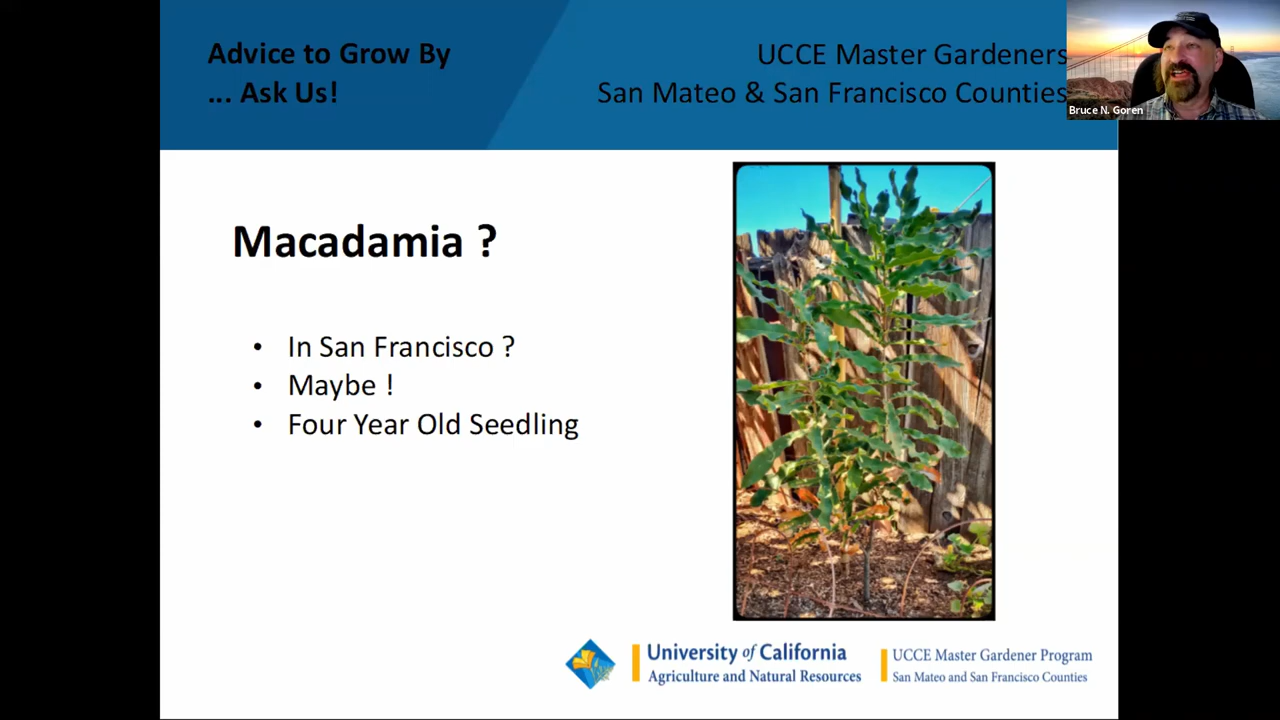 Advice to Grow By
... Ask Us!
UCCE Master Gardeners
San Mateo & San Francisco Counties
Bruce N. Goren
Macadamia ?
• In San Francisco ?
• Maybe !
• Four Year Old Seedling
University of California
Agriculture and Natural Resources
UCCE Master Gardener Program
San Mateo and San Francisco Counties